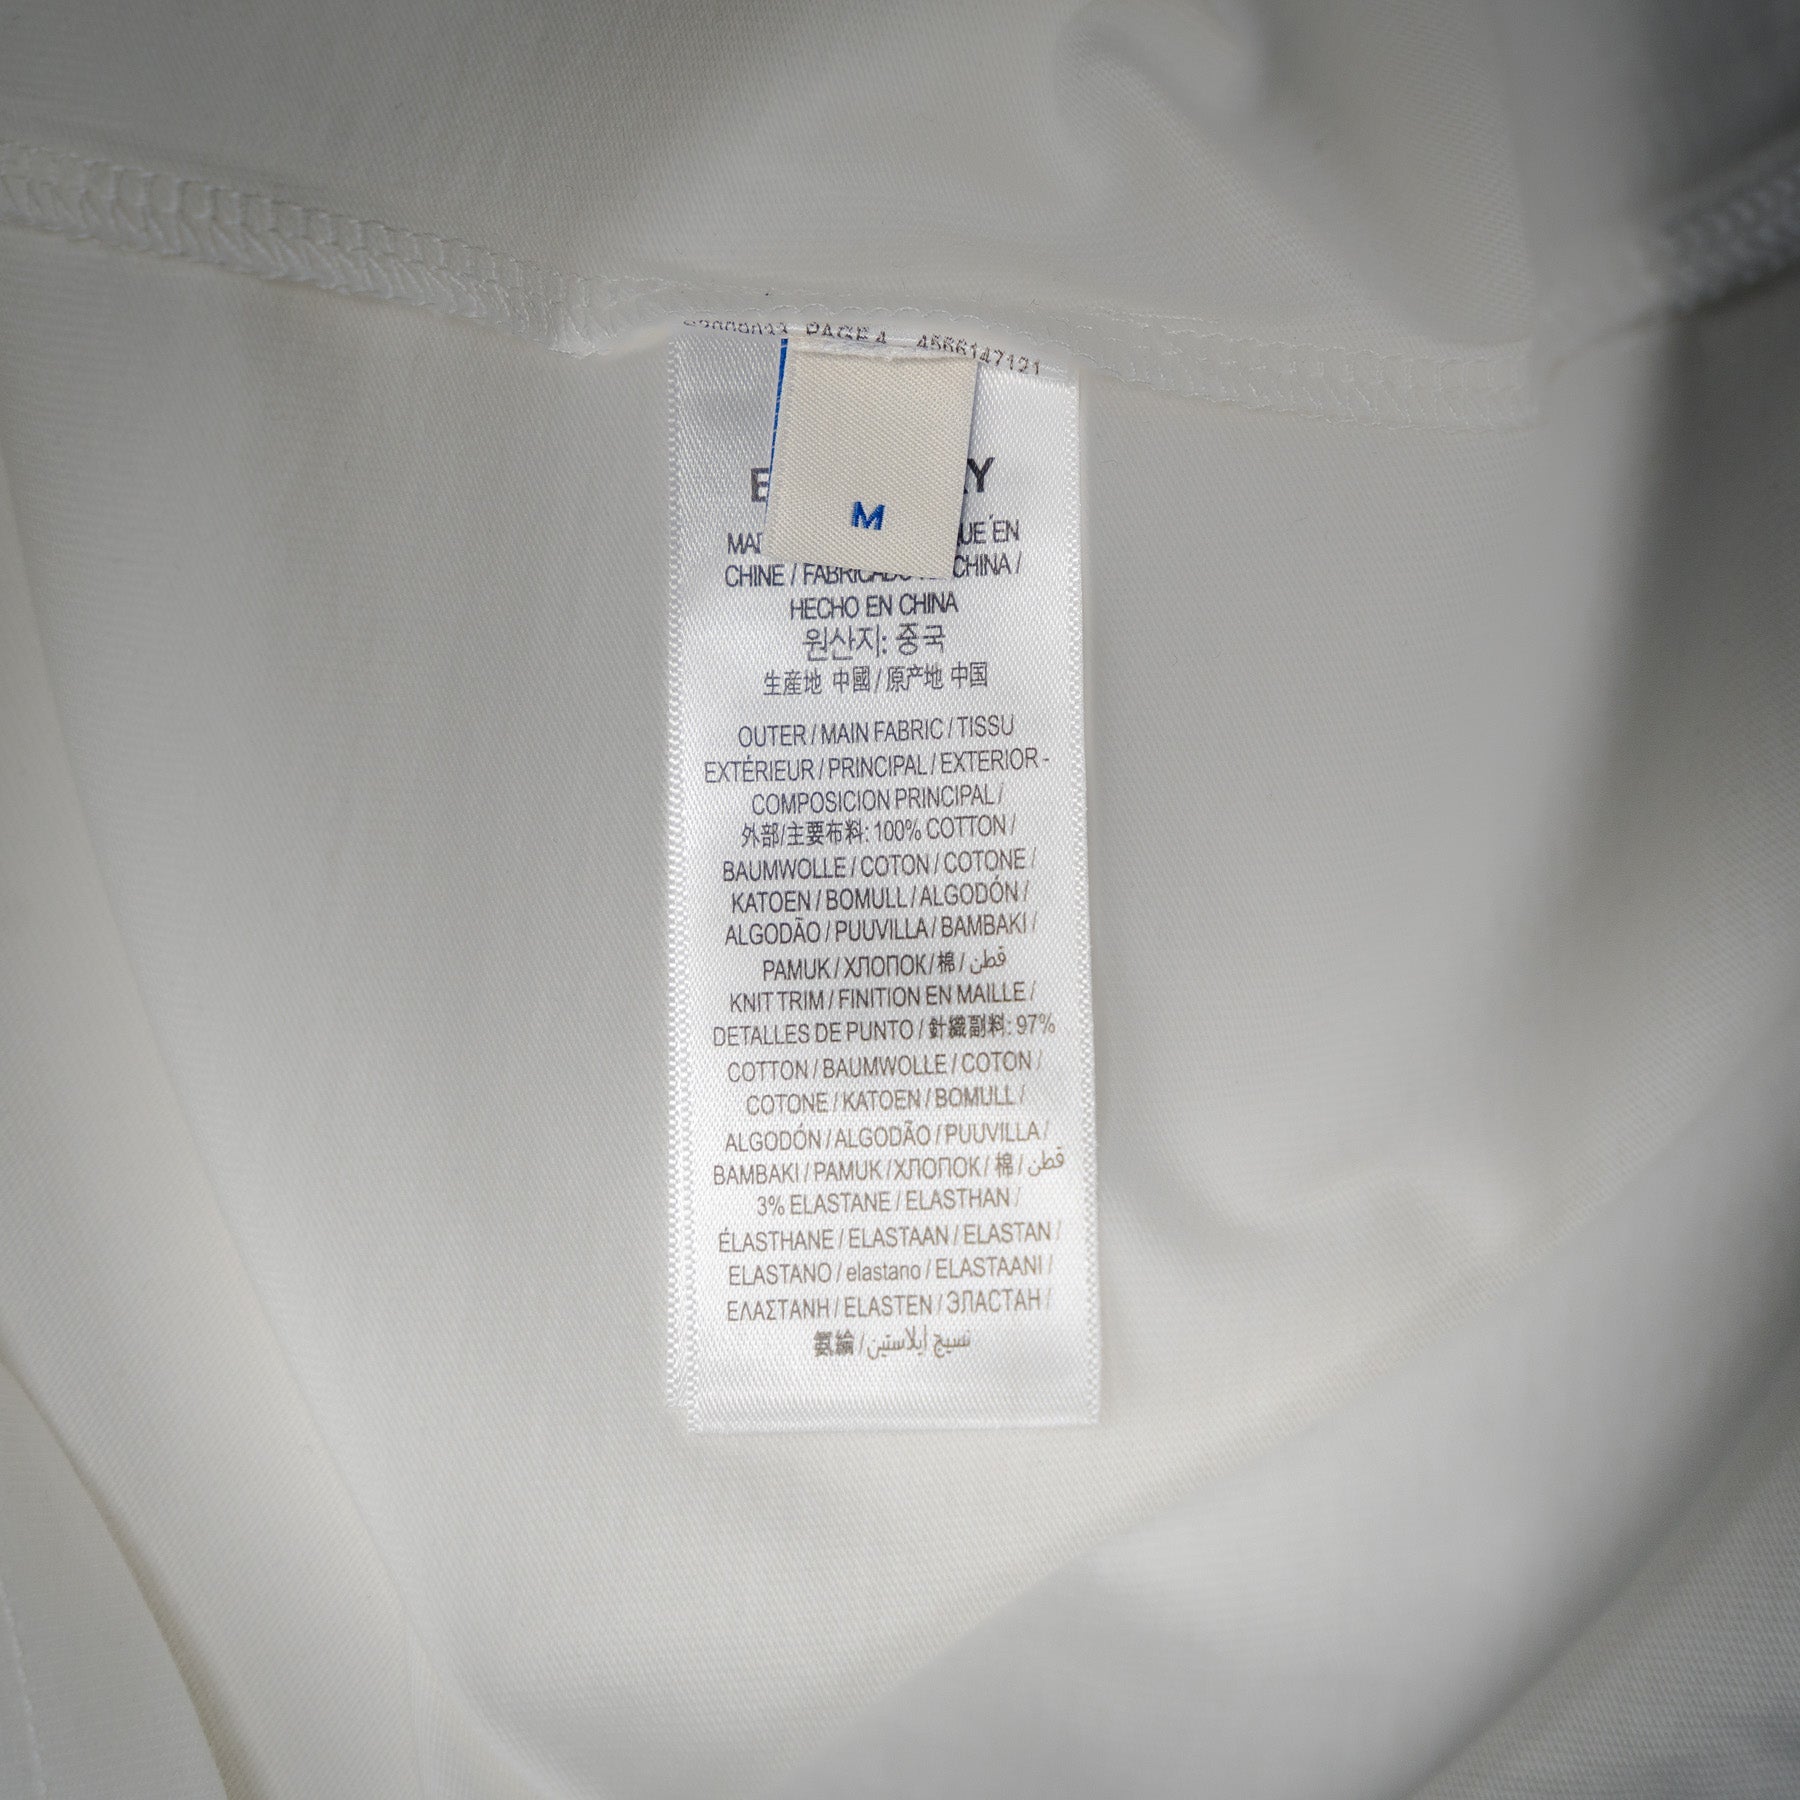 PAGE 4 4566147121
M
CHINE / FABRICADO CHINA /
HECHO EN CHINA
원산지: 중국
生産地 中國 / 原产地 中国
OUTER / MAIN FABRIC / TISSU
EXTÉRIEUR / PRINCIPAL / EXTERIOR -
COMPOSICION PRINCIPAL /
外部/主要布料: 100% COTTON /
BAUMWOLLE / COTON / COTONE /
KATOEN / BOMULL / ALGODÓN /
ALGODÃO / PUUVILLA / BAMBAKI /
PAMUK / ХЛОПОК / 棉 / قطن
KNIT TRIM / FINITION EN MAILLE /
DETALLES DE PUNTO / 針織副料: 97%
COTTON / BAUMWOLLE / COTON /
COTONE / KATOEN / BOMULL /
ALGODÓN / ALGODÃO / PUUVILLA /
BAMBAKI / PAMUK / ХЛОПОК / 棉 / قطن
3% ELASTANE / ELASTHAN /
ÉLASTHANE / ELASTAAN / ELASTAN /
ELASTANO / elastano / ELASTAANI /
ΕΛΑΣΤΑΝΗ / ELASTEN / ЭЛАСТАН /
氨綸 / نسيج إيلاستين